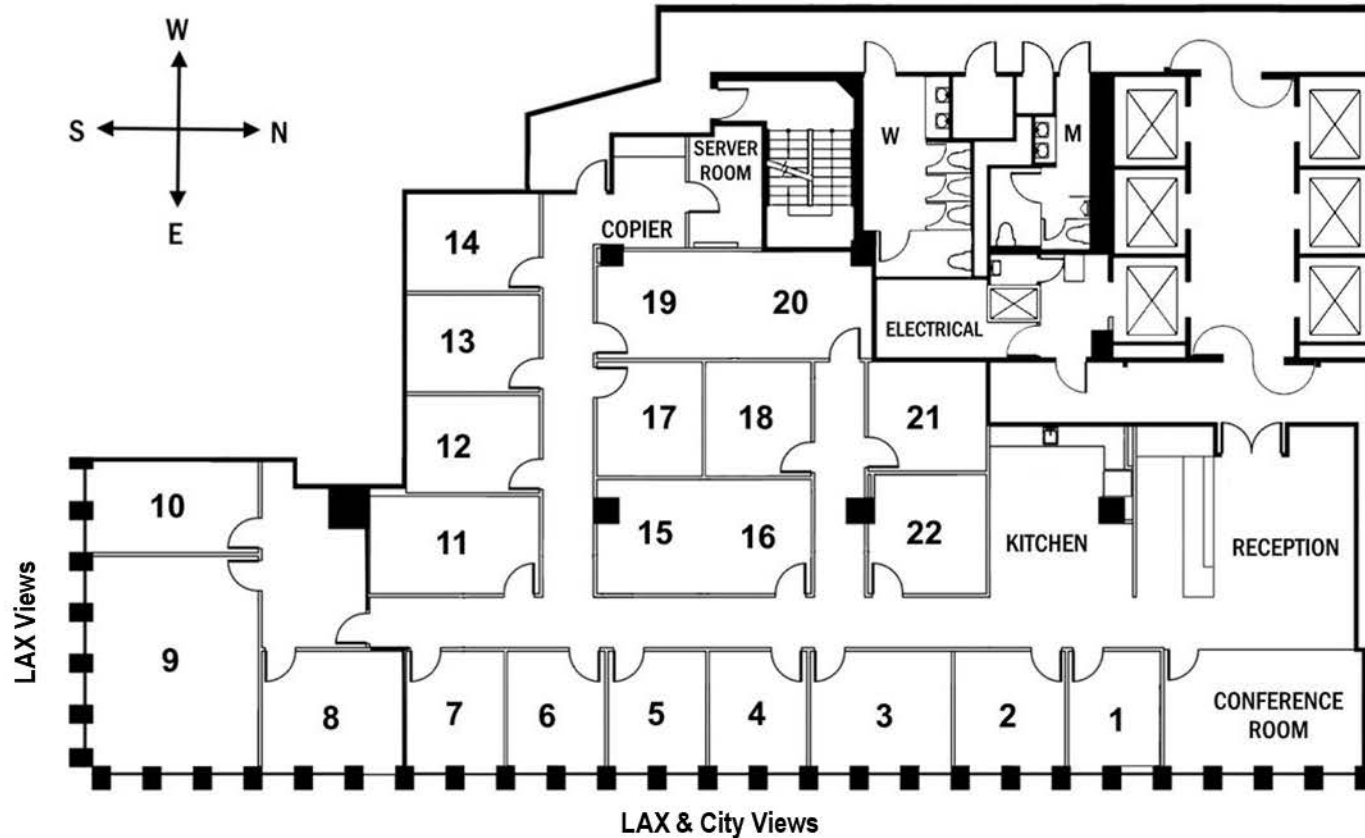 W
S N
E
SERVER
ROOM
W
M
COPIER
14
19
20
ELECTRICAL
13
17
18
21
12
10
11
15
16
22
KITCHEN
RECEPTION
LAX Views
9
8
7
6
5
4
3
2
1
CONFERENCE
ROOM
LAX & City Views